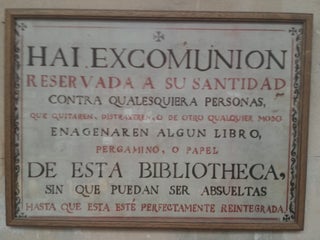 HAI EXCOMUNION
RESERVADA A SU SANTIDAD
CONTRA QUALESQUIERA PERSONAS,
QUE QUITAREN, DISTRAXEREN, O DE OTRO QUALQUIER MODO
ENAGENAREN ALGUN LIBRO,
PERGAMINO, O PAPEL
DE ESTA BIBLIOTHECA,
SIN QUE PUEDAN SER ABSUELTAS
HASTA QUE ESTA ESTÉ PERFECTAMENTE REINTEGRADA.